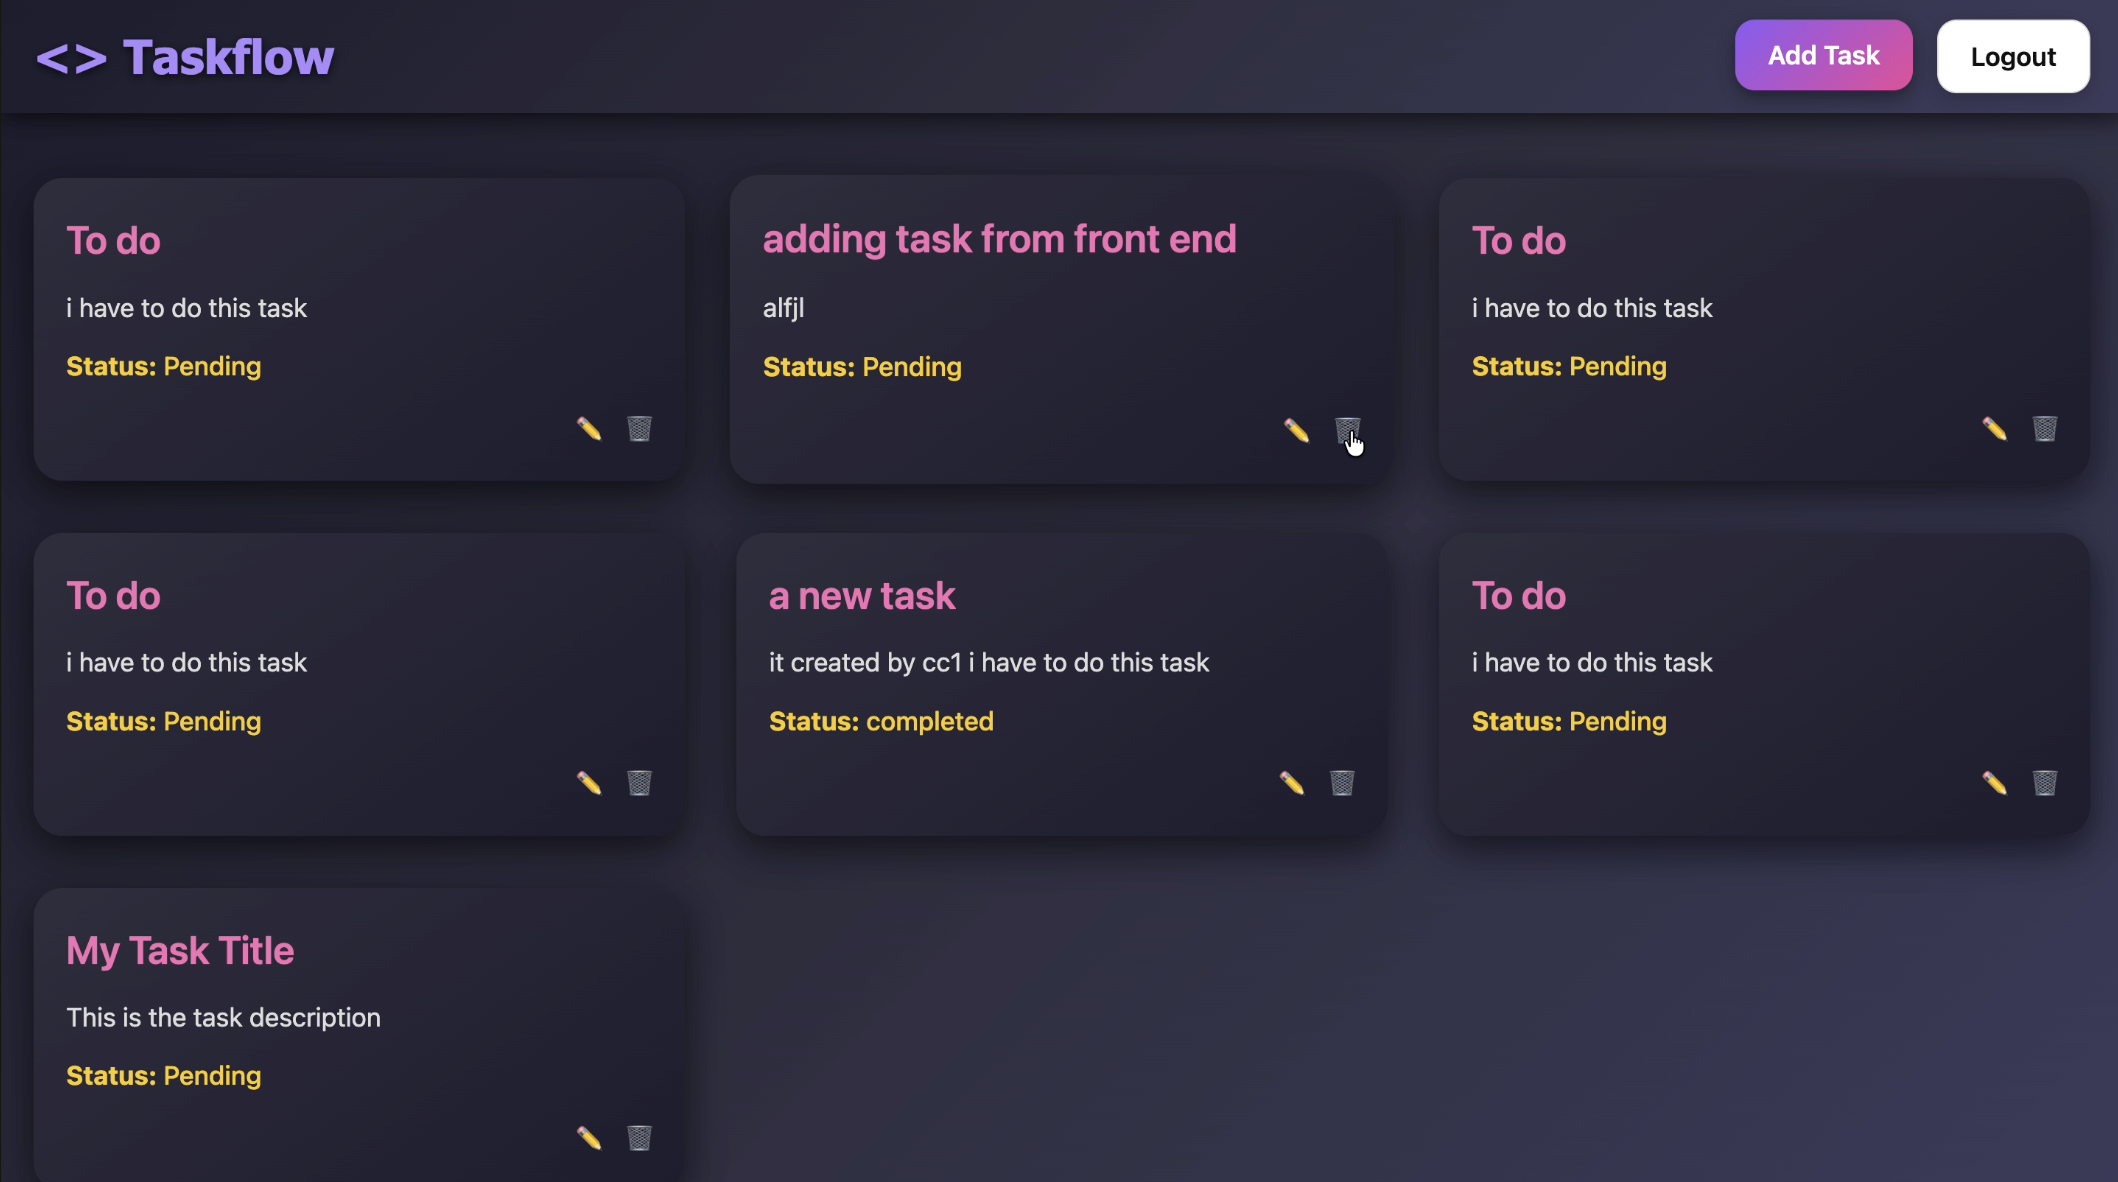 <> Taskflow
Add Task
Logout
To do
i have to do this task
Status: Pending
adding task from front end
alfjl
Status: Pending
To do
i have to do this task
Status: Pending
To do
i have to do this task
Status: Pending
a new task
it created by cc1 i have to do this task
Status: completed
To do
i have to do this task
Status: Pending
My Task Title
This is the task description
Status: Pending